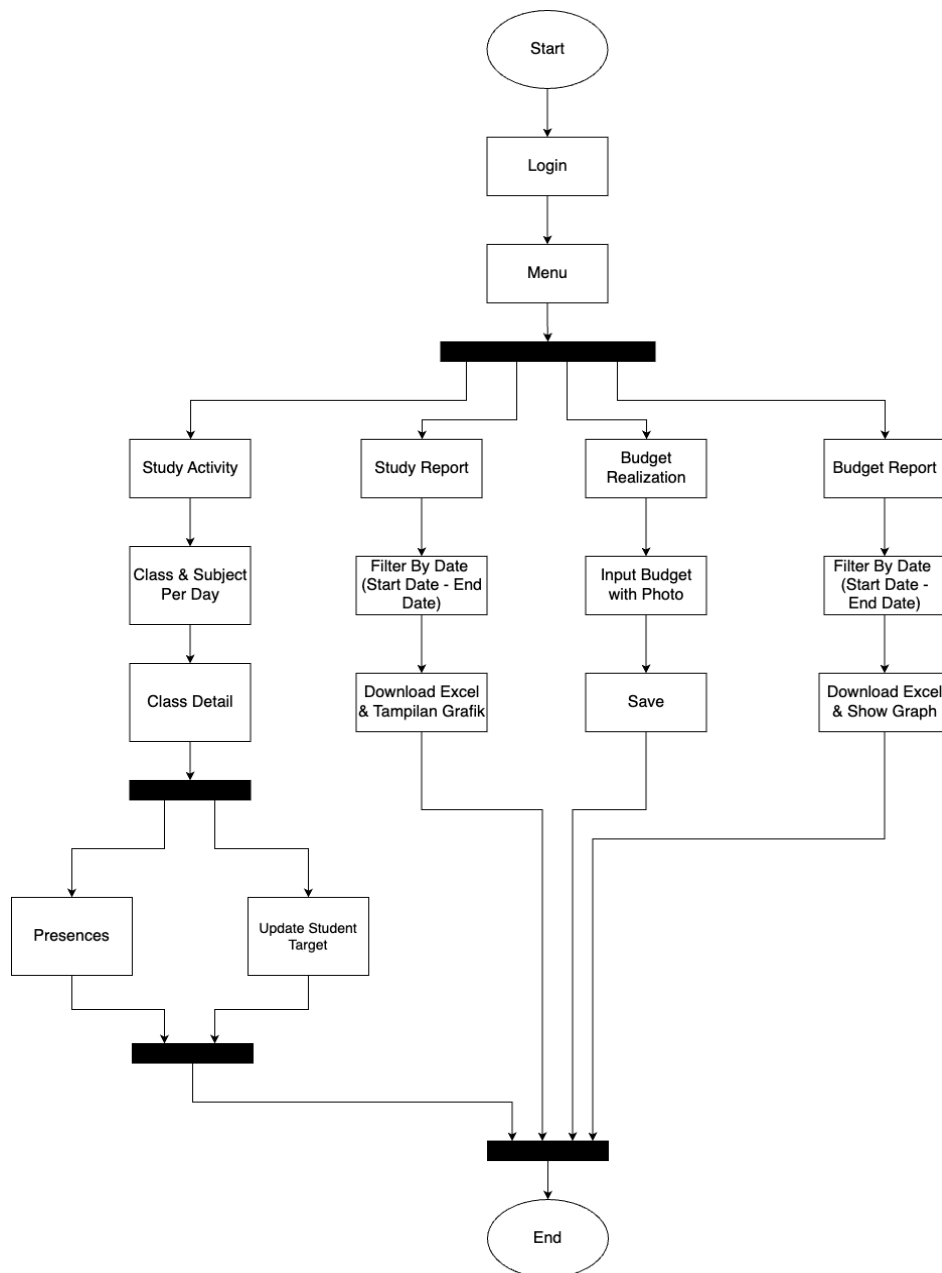 Start
Login
Menu
Study Activity
Study Report
Budget
Realization
Budget Report
Class & Subject
Per Day
Filter By Date
(Start Date - End
Date)
Input Budget
with Photo
Filter By Date
(Start Date -
End Date)
Class Detail
Download Excel
& Tampilan Grafik
Save
Download Excel
& Show Graph
Presences
Update Student
Target
End